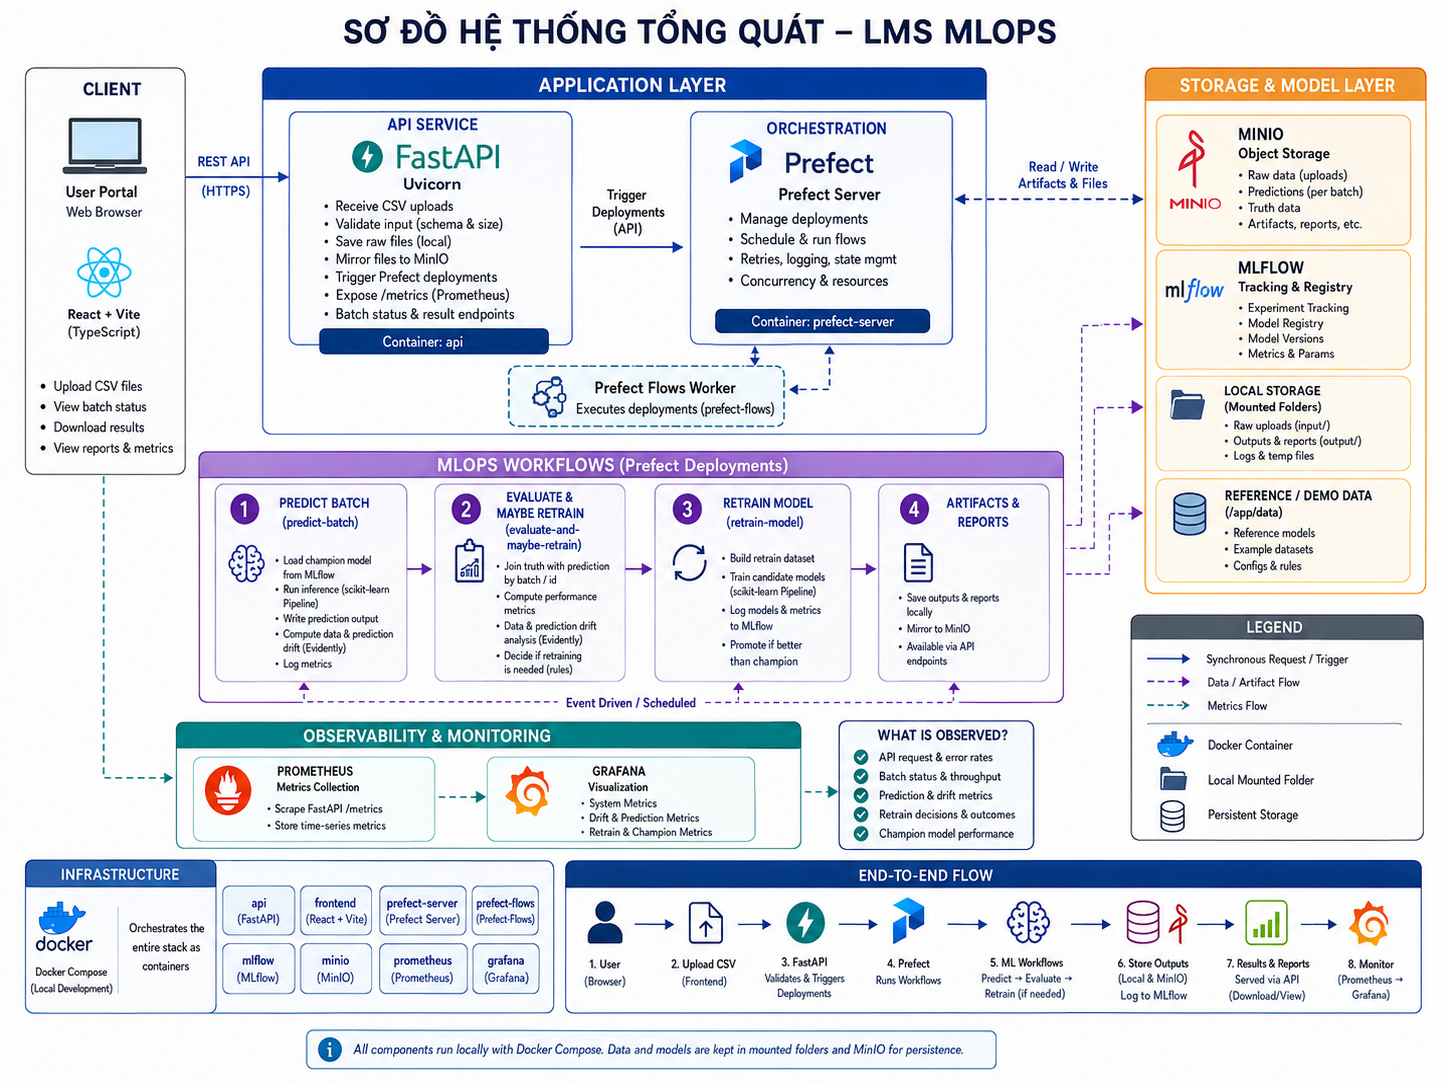 SƠ ĐỒ HỆ THỐNG TỔNG QUÁT – LMS MLOPS
CLIENT
User Portal
Web Browser
React + Vite
(TypeScript)
• Upload CSV files
• View batch status
• Download results
• View reports & metrics
REST API
(HTTPS)
APPLICATION LAYER
API SERVICE
FastAPI
Uvicorn
• Receive CSV uploads
• Validate input (schema & size)
• Save raw files (local)
• Mirror files to MinIO
• Trigger Prefect deployments
• Expose /metrics (Prometheus)
• Batch status & result endpoints
Container: api
Trigger
Deployments
(API)
ORCHESTRATION
Prefect
Prefect Server
• Manage deployments
• Schedule & run flows
• Retries, logging, state mgmt
• Concurrency & resources
Container: prefect-server
Prefect Flows Worker
Executes deployments (prefect-flows)
Read / Write
Artifacts & Files
STORAGE & MODEL LAYER
MINIO
MINIO
Object Storage
• Raw data (uploads)
• Predictions (per batch)
• Truth data
• Artifacts, reports, etc.
mlflow
MLFLOW
Tracking & Registry
• Experiment Tracking
• Model Registry
• Model Versions
• Metrics & Params
LOCAL STORAGE
(Mounted Folders)
• Raw uploads (input/)
• Outputs & reports (output/)
• Logs & temp files
REFERENCE / DEMO DATA
(/app/data)
• Reference models
• Example datasets
• Configs & rules
MLOPS WORKFLOWS (Prefect Deployments)
1
PREDICT BATCH
(predict-batch)
• Load champion model
from MLflow
• Run inference (scikit-learn
Pipeline)
• Write prediction output
• Compute data & prediction
drift (Evidently)
• Log metrics
2
EVALUATE &
MAYBE RETRAIN
(evaluate-and-
maybe-retrain)
• Join truth with prediction
by batch / id
• Compute performance
metrics
• Data & prediction drift
analysis (Evidently)
• Decide if retraining
is needed (rules)
3
RETRAIN MODEL
(retrain-model)
• Build retrain dataset
• Train candidate models
(scikit-learn Pipeline)
• Log models & metrics
to MLflow
• Promote if better
than champion
4
ARTIFACTS &
REPORTS
• Save outputs & reports
locally
• Mirror to MinIO
• Available via API
endpoints
Event Driven / Scheduled
LEGEND
Synchronous Request / Trigger
Data / Artifact Flow
Metrics Flow
Docker Container
Local Mounted Folder
Persistent Storage
OBSERVABILITY & MONITORING
PROMETHEUS
Metrics Collection
• Scrape FastAPI /metrics
• Store time-series metrics
GRAFANA
Visualization
• System Metrics
• Drift & Prediction Metrics
• Retrain & Champion Metrics
WHAT IS OBSERVED?
API request & error rates
Batch status & throughput
Prediction & drift metrics
Retrain decisions & outcomes
Champion model performance
INFRASTRUCTURE
docker
Docker Compose
(Local Development)
Orchestrates the
entire stack as
containers
api
(FastAPI)
frontend
(React + Vite)
prefect-server
(Prefect Server)
prefect-flows
(Prefect-Flows)
mlflow
(MLflow)
minio
(MinIO)
prometheus
(Prometheus)
grafana
(Grafana)
END-TO-END FLOW
1. User
(Browser)
2. Upload CSV
(Frontend)
3. FastAPI
Validates & Triggers
Deployments
4. Prefect
Runs Workflows
5. ML Workflows
Predict → Evaluate →
Retrain (if needed)
6. Store Outputs
(Local & MinIO)
Log to MLflow
7. Results & Reports
Served via API
(Download/View)
8. Monitor
(Prometheus →
Grafana)
i
All components run locally with Docker Compose. Data and models are kept in mounted folders and MinIO for persistence.